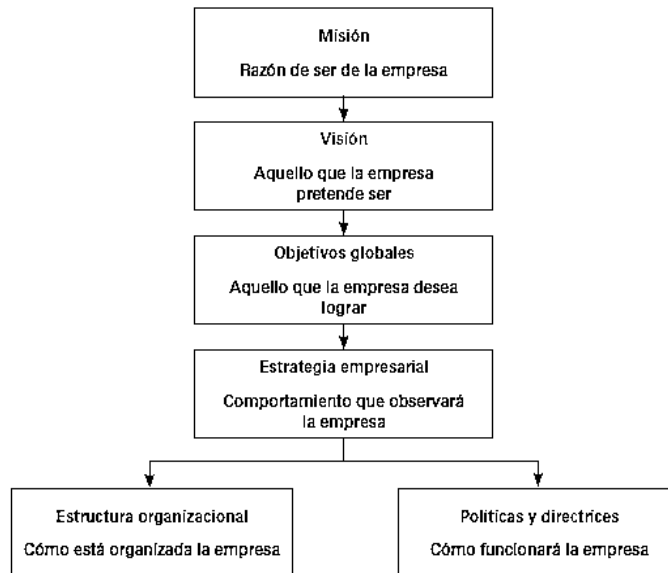 Misión
Razón de ser de la empresa
Visión
Aquello que la empresa
pretende ser
Objetivos globales
Aquello que la empresa desea
lograr
Estrategia empresarial
Comportamiento que observará
la empresa
Estructura organizacional
Cómo está organizada la empresa
Políticas y directrices
Cómo funcionará la empresa